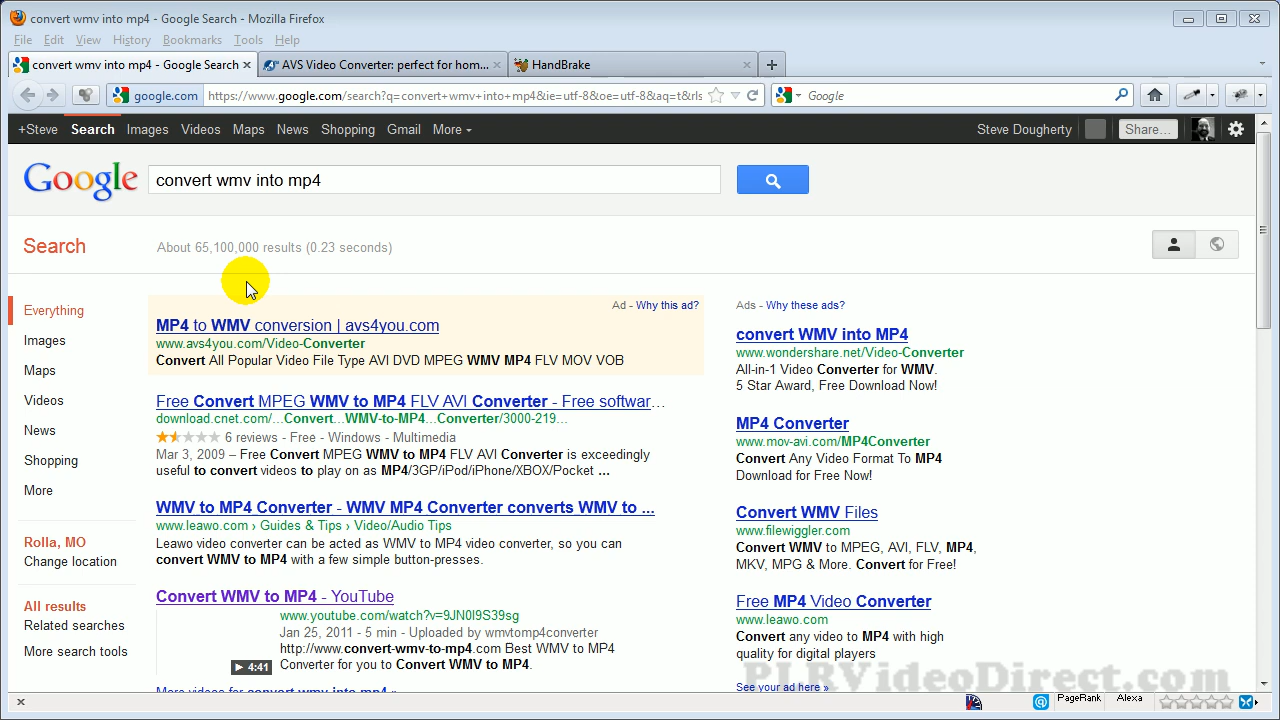 convert wmv into mp4 - Google Search - Mozilla Firefox
File Edit View History Bookmarks Tools Help
convert wmv into mp4 - Google Search × AVS Video Converter: perfect for hom... × HandBrake × +
google.com https://www.google.com/search?q=convert+wmv+into+mp4&ie=utf-8&oe=utf-8&aq=t&rls Google
+Steve Search Images Videos Maps News Shopping Gmail More Steve Dougherty Share...
Google convert wmv into mp4
Search About 65,100,000 results (0.23 seconds)
Everything
Images
Maps
Videos
News
Shopping
More
Rolla, MO
Change location
All results
Related searches
More search tools
Ad - Why this ad?
MP4 to WMV conversion | avs4you.com
www.avs4you.com/Video-Converter
Convert All Popular Video File Type AVI DVD MPEG WMV MP4 FLV MOV VOB
Free Convert MPEG WMV to MP4 FLV AVI Converter - Free softwar...
download.cnet.com/...Convert...WMV-to-MP4...Converter/3000-219...
6 reviews - Free - Windows - Multimedia
Mar 3, 2009 – Free Convert MPEG WMV to MP4 FLV AVI Converter is exceedingly
useful to convert videos to play on as MP4/3GP/iPod/iPhone/XBOX/Pocket ...
WMV to MP4 Converter - WMV MP4 Converter converts WMV to ...
www.leawo.com › Guides & Tips › Video/Audio Tips
Leawo video converter can be acted as WMV to MP4 video converter, so you can
convert WMV to MP4 with a few simple button-presses.
Convert WMV to MP4 - YouTube
www.youtube.com/watch?v=9JN0I9S39sg
Jan 25, 2011 - 5 min - Uploaded by wmvtomp4converter
http://www.convert-wmv-to-mp4.com Best WMV to MP4
4:41 Converter for you to Convert WMV to MP4.
More videos for convert wmv into mp4 »
Ads - Why these ads?
convert WMV into MP4
www.wondershare.net/Video-Converter
All-in-1 Video Converter for WMV.
5 Star Award, Free Download Now!
MP4 Converter
www.mov-avi.com/MP4Converter
Convert Any Video Format To MP4
Download for Free Now!
Convert WMV Files
www.filewiggler.com
Convert WMV to MPEG, AVI, FLV, MP4,
MKV, MPG & More. Convert for Free!
Free MP4 Video Converter
www.leawo.com
Convert any video to MP4 with high
quality for digital players
See your ad here »
PLRVideoDirect.com
× PageRank Alexa